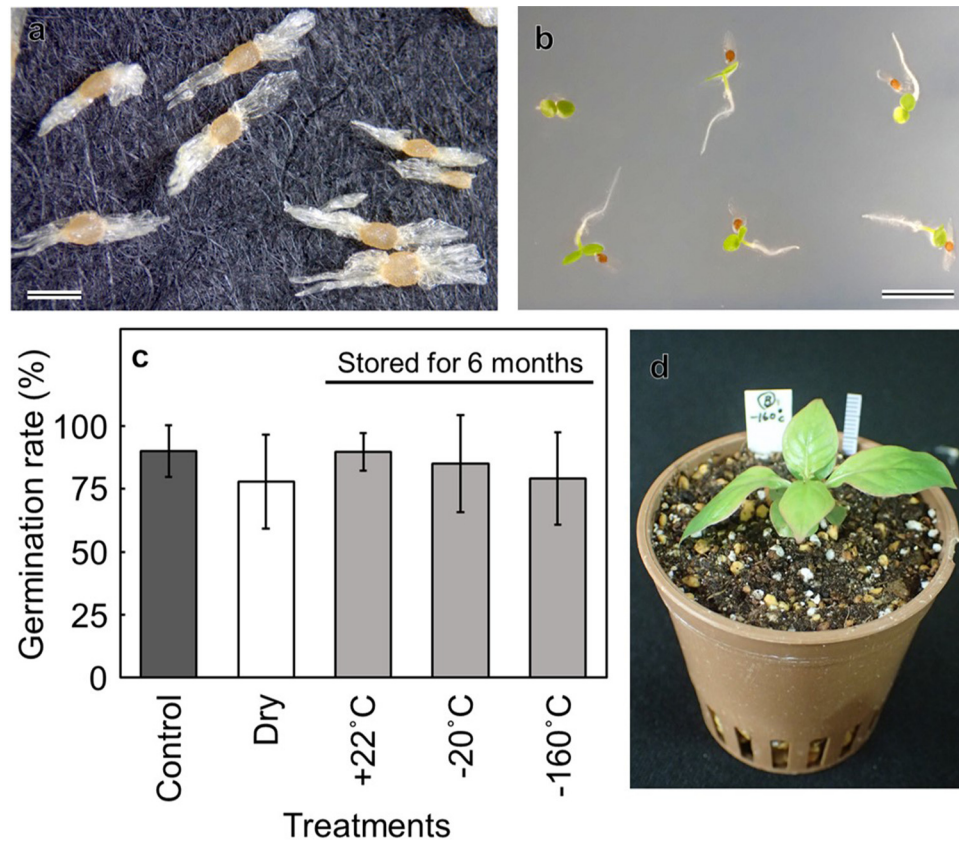 a
b
c
Stored for 6 months
Germination rate (%)
100
75
50
25
0
Control
Dry
+22°C
-20°C
-160°C
Treatments
d
B
-160°C